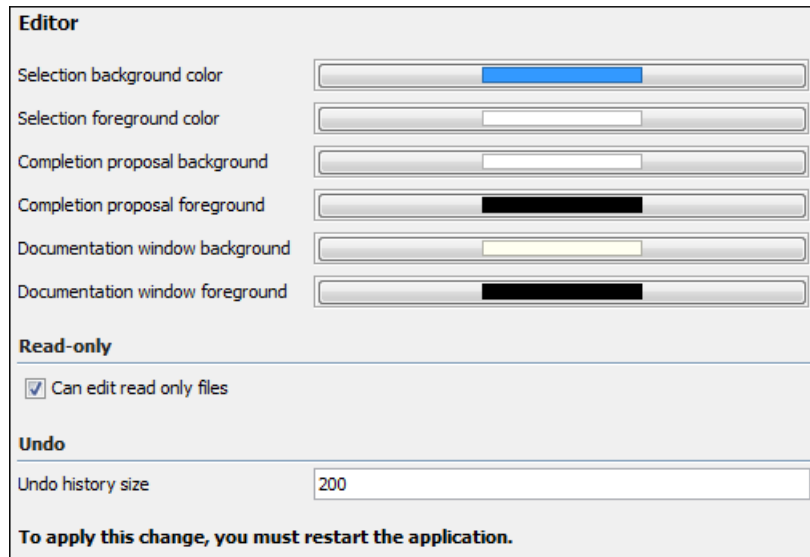 Editor
Selection background color
Selection foreground color
Completion proposal background
Completion proposal foreground
Documentation window background
Documentation window foreground
Read-only
Can edit read only files
Undo
Undo history size 200
To apply this change, you must restart the application.